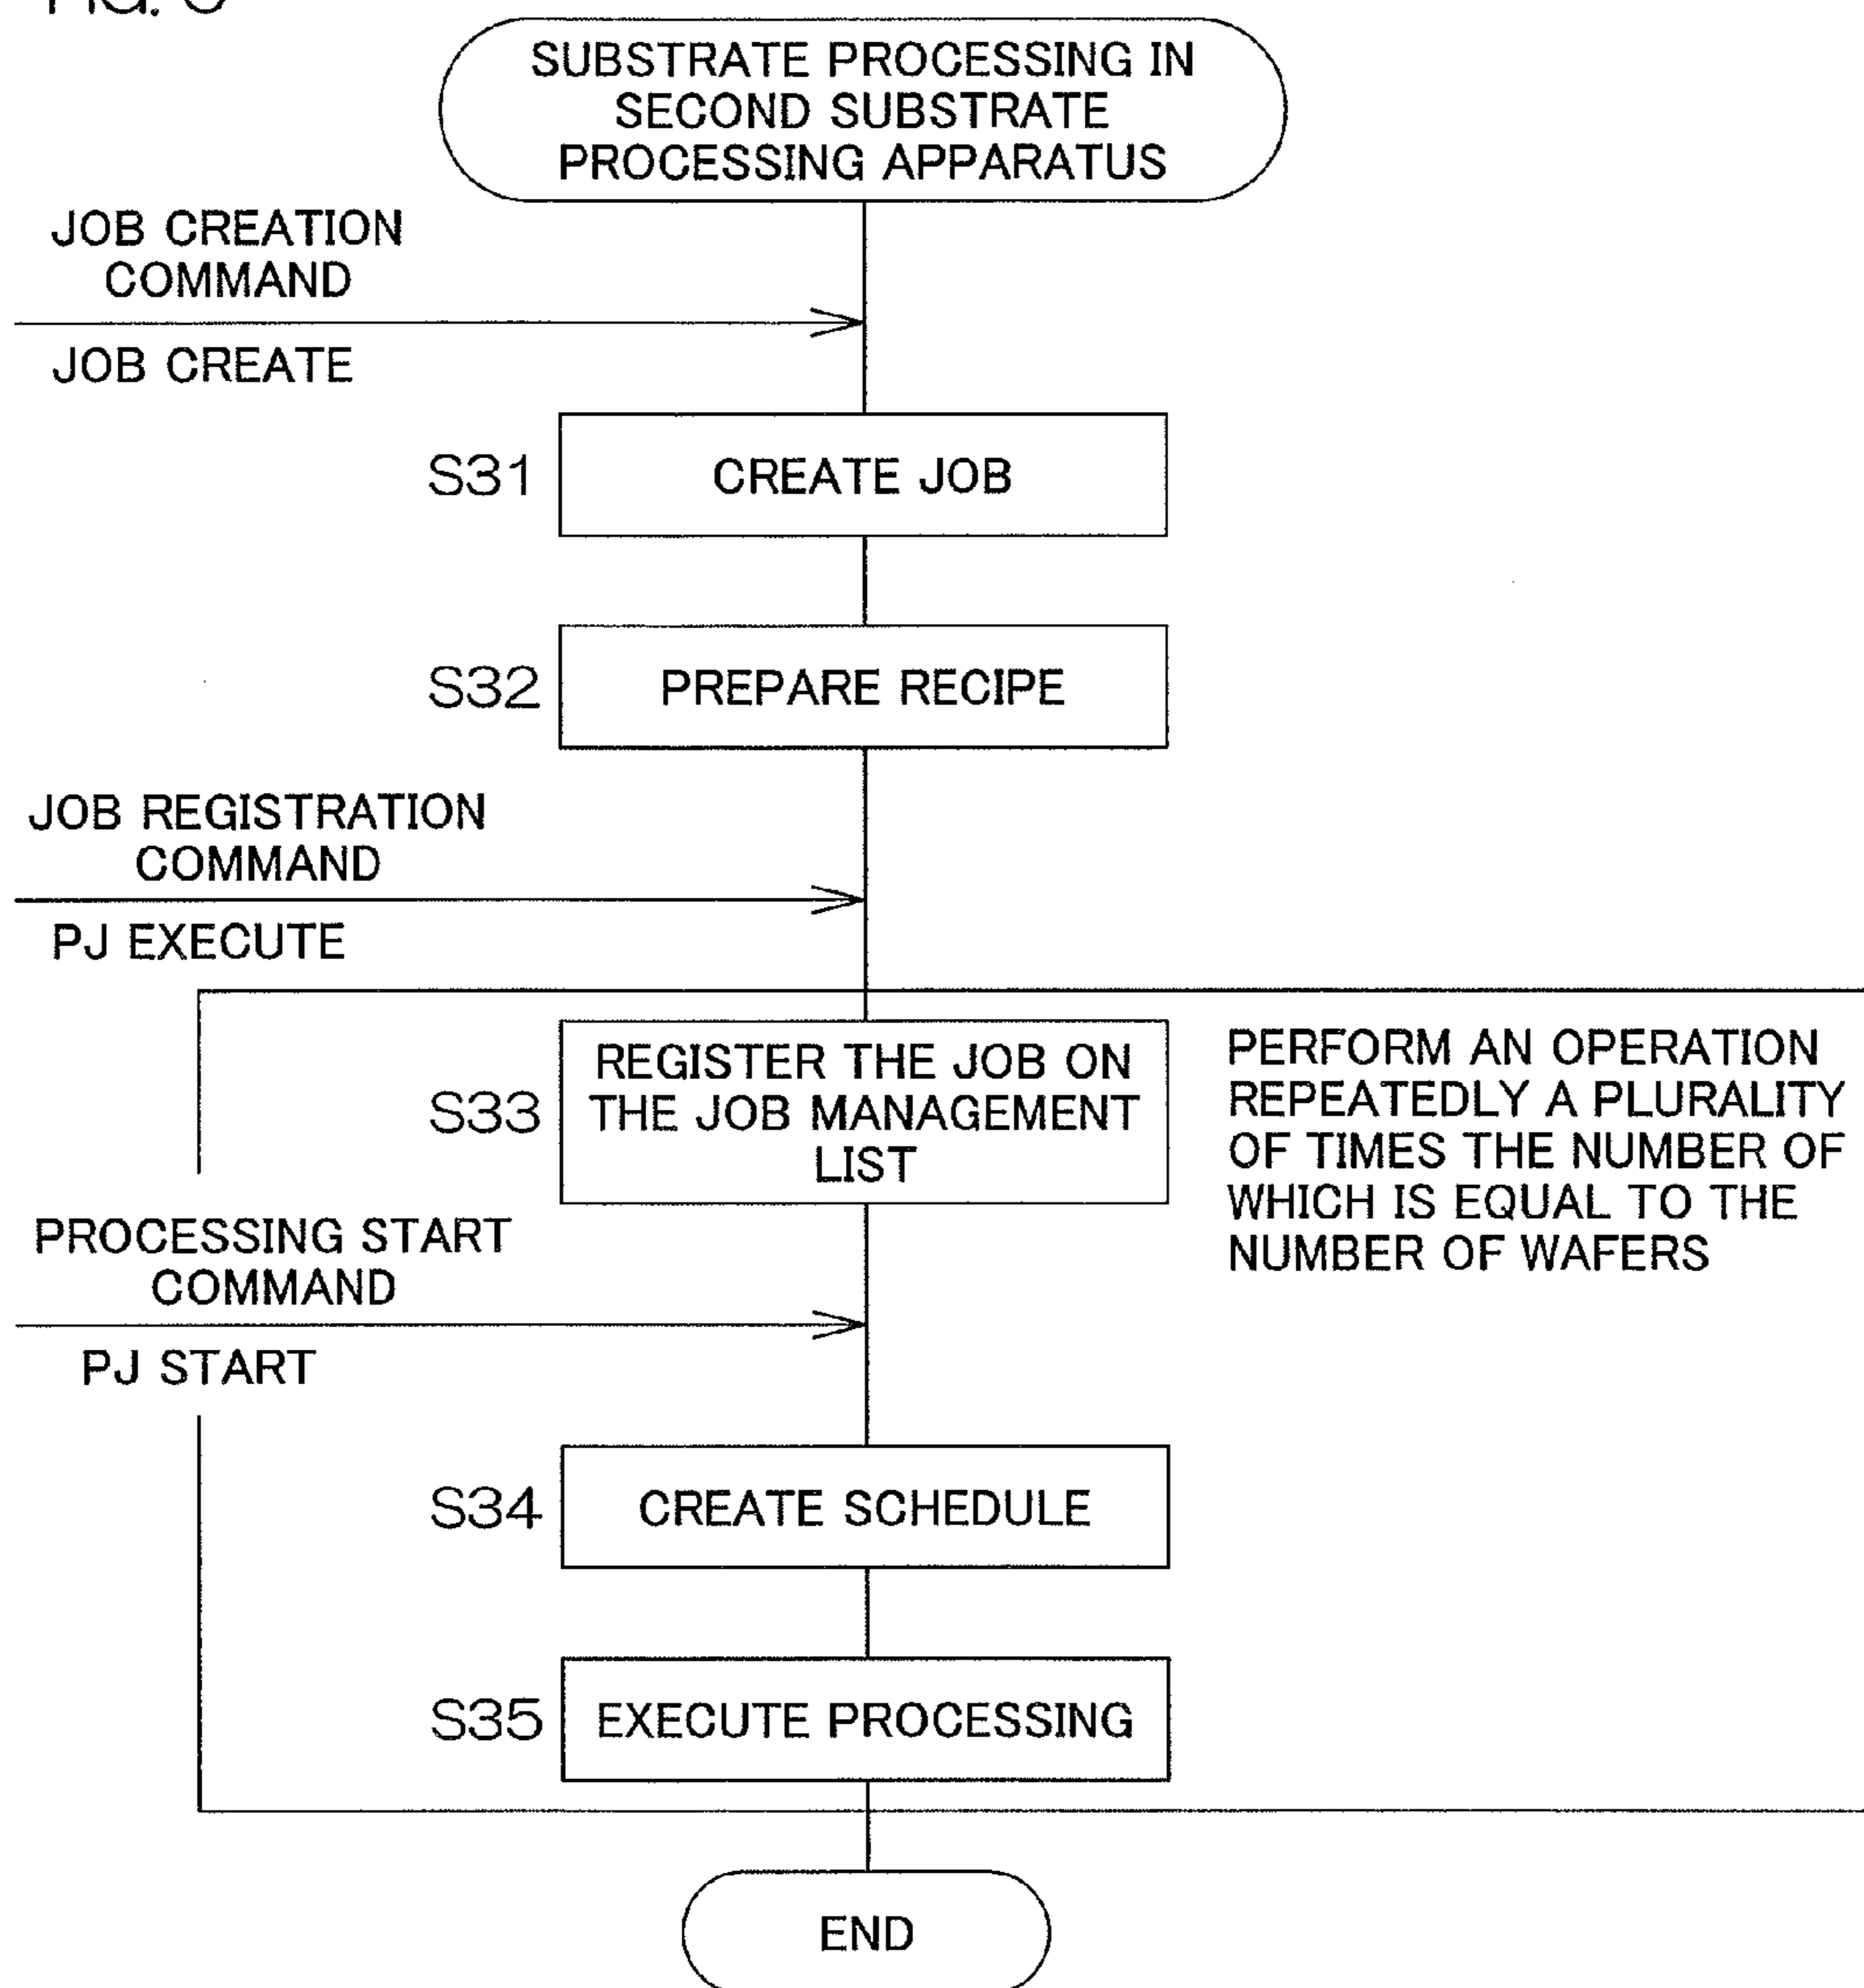 SUBSTRATE PROCESSING IN
SECOND SUBSTRATE
PROCESSING APPARATUS
JOB CREATION
COMMAND
JOB CREATE
S31
CREATE JOB
S32
PREPARE RECIPE
JOB REGISTRATION
COMMAND
PJ EXECUTE
S33
REGISTER THE JOB ON
THE JOB MANAGEMENT
LIST
PERFORM AN OPERATION
REPEATEDLY A PLURALITY
OF TIMES THE NUMBER OF
WHICH IS EQUAL TO THE
NUMBER OF WAFERS
PROCESSING START
COMMAND
PJ START
S34
CREATE SCHEDULE
S35
EXECUTE PROCESSING
END